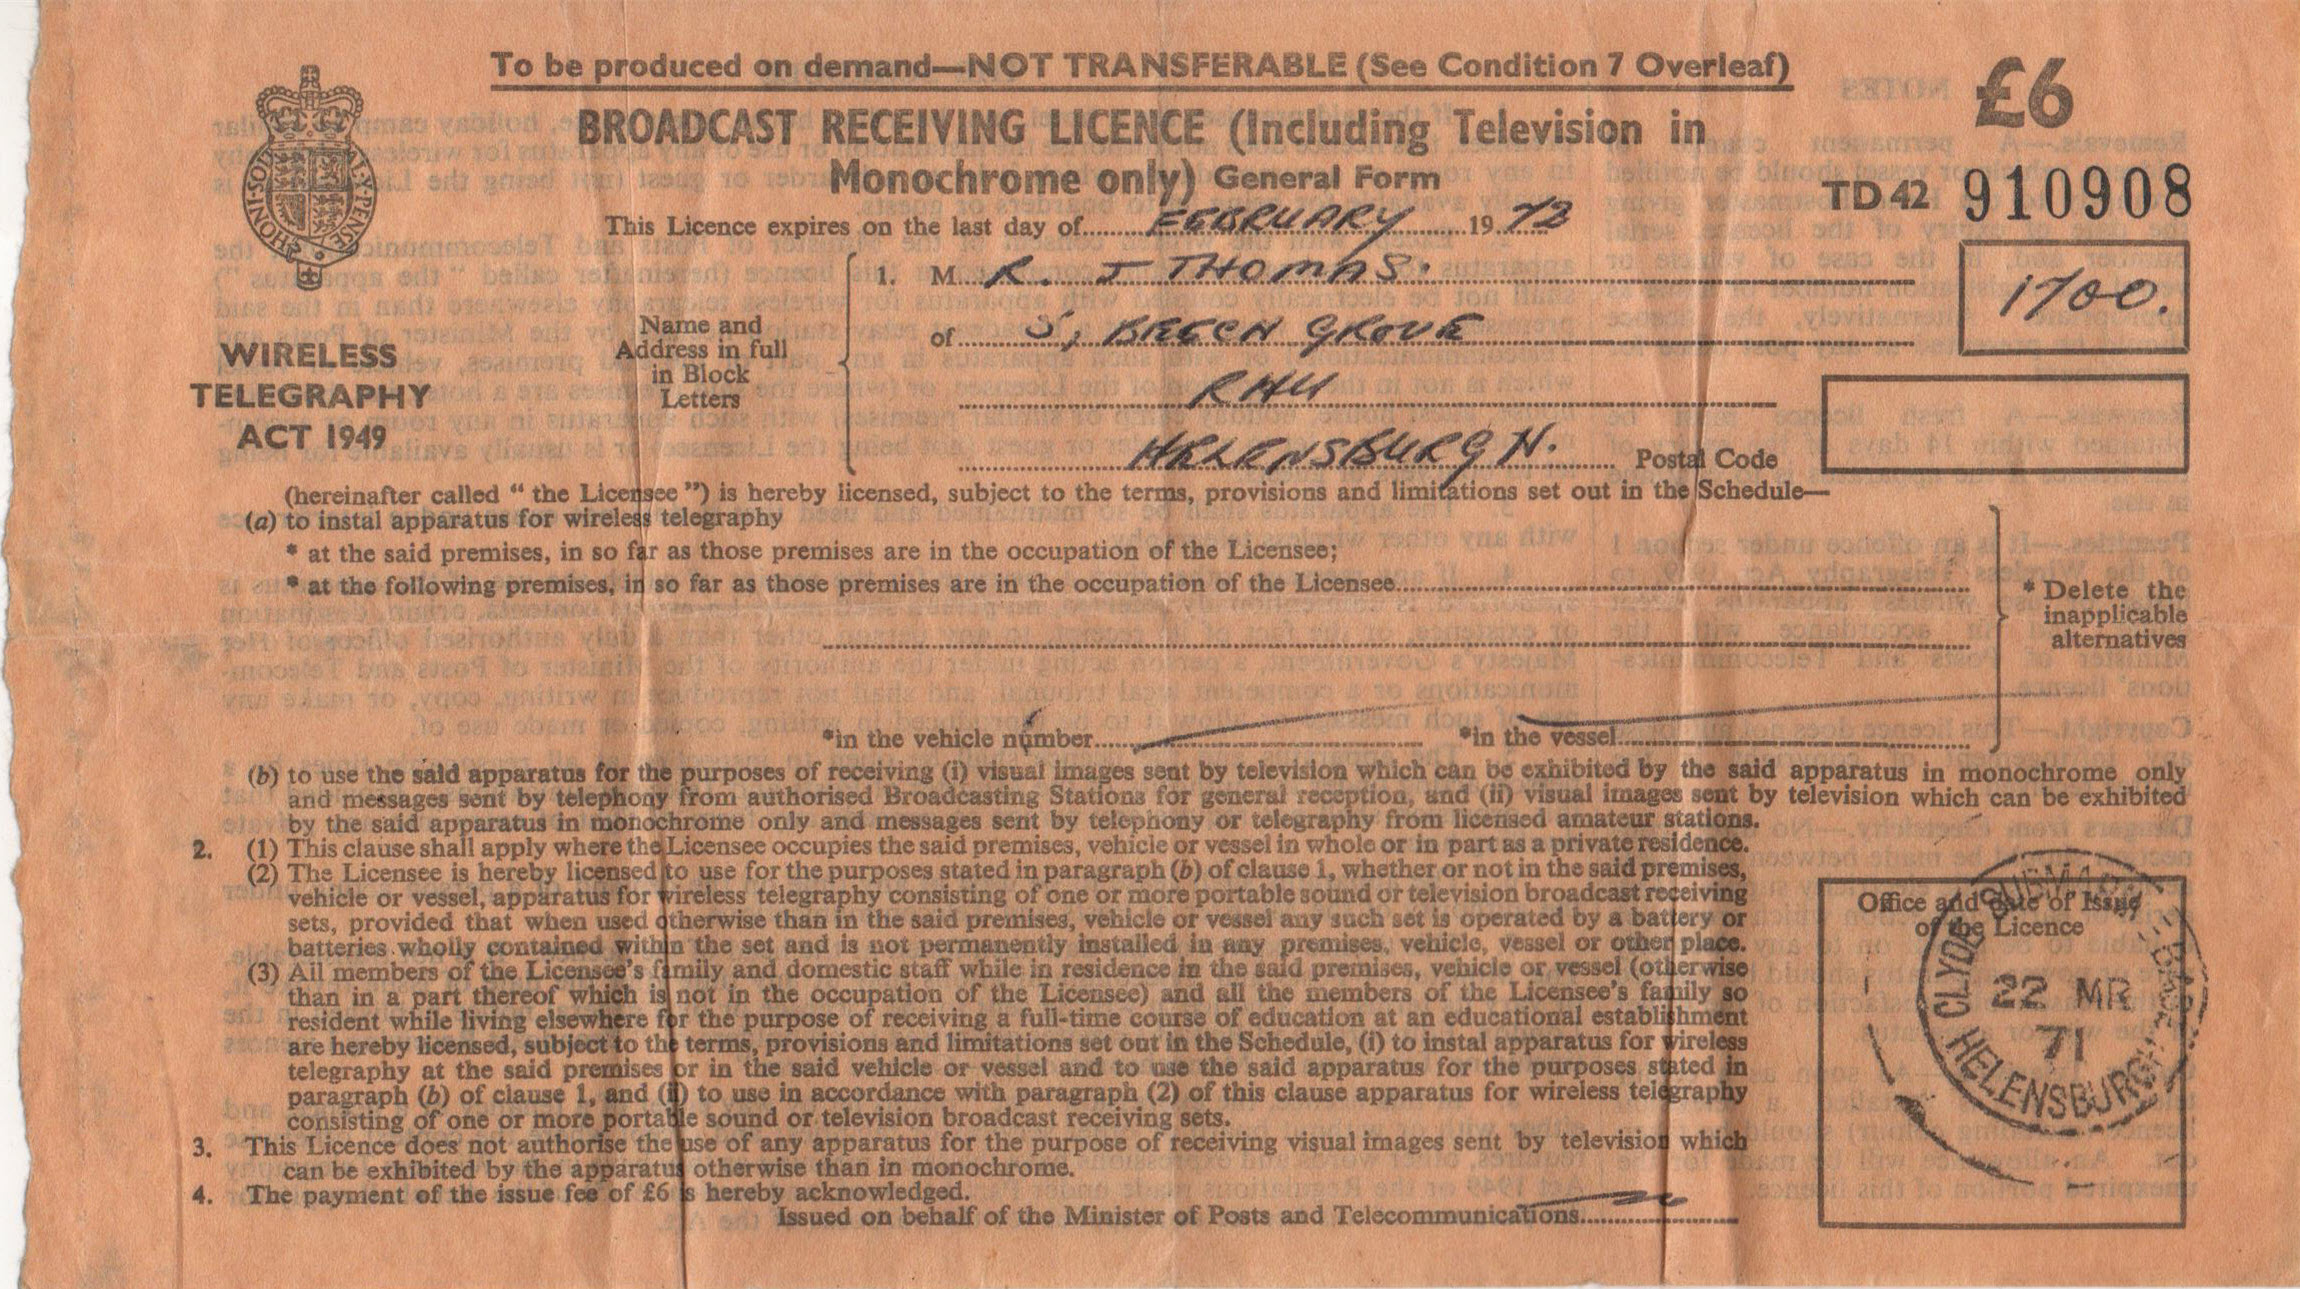 To be produced on demand—NOT TRANSFERABLE (See Condition 7 Overleaf)
£6
BROADCAST RECEIVING LICENCE (Including Television in
Monochrome only) General Form
TD 42 910908
This Licence expires on the last day of FEBRUARY 1972
HONI·SOIT·Y·PENSE
WIRELESS
TELEGRAPHY
ACT 1949
Name and
Address in full
in Block
Letters
1. M R. J THOMAS.
1700.
of 5, BEECH GROVE
RHU
HELENSBURGH. Postal Code
(hereinafter called “ the Licensee ”) is hereby licensed, subject to the terms, provisions and limitations set out in the Schedule—
(a) to instal apparatus for wireless telegraphy
* at the said premises, in so far as those premises are in the occupation of the Licensee;
* at the following premises, in so far as those premises are in the occupation of the Licensee
* Delete the
inapplicable
alternatives
*in the vehicle number *in the vessel
(b) to use the said apparatus for the purposes of receiving (i) visual images sent by television which can be exhibited by the said apparatus in monochrome only
and messages sent by telephony from authorised Broadcasting Stations for general reception, and (ii) visual images sent by television which can be exhibited
by the said apparatus in monochrome only and messages sent by telephony or telegraphy from licensed amateur stations.
2. (1) This clause shall apply where the Licensee occupies the said premises, vehicle or vessel in whole or in part as a private residence.
(2) The Licensee is hereby licensed to use for the purposes stated in paragraph (b) of clause 1, whether or not in the said premises,
vehicle or vessel, apparatus for wireless telegraphy consisting of one or more portable sound or television broadcast receiving
sets, provided that when used otherwise than in the said premises, vehicle or vessel any such set is operated by a battery or
batteries wholly contained within the set and is not permanently installed in any premises, vehicle, vessel or other place.
(3) All members of the Licensee's family and domestic staff while in residence in the said premises, vehicle or vessel (otherwise
than in a part thereof which is not in the occupation of the Licensee) and all the members of the Licensee's family so
resident while living elsewhere for the purpose of receiving a full-time course of education at an educational establishment
are hereby licensed, subject to the terms, provisions and limitations set out in the Schedule, (i) to instal apparatus for wireless
telegraphy at the said premises or in the said vehicle or vessel and to use the said apparatus for the purposes stated in
paragraph (b) of clause 1, and (ii) to use in accordance with paragraph (2) of this clause apparatus for wireless telegraphy
consisting of one or more portable sound or television broadcast receiving sets.
3. This Licence does not authorise the use of any apparatus for the purpose of receiving visual images sent by television which
can be exhibited by the apparatus otherwise than in monochrome.
4. The payment of the issue fee of £6 is hereby acknowledged.
Issued on behalf of the Minister of Posts and Telecommunications
Office and date of Issue
of the Licence
CLYDE SUBMARINE BASE
22 MR
71
HELENSBURGH